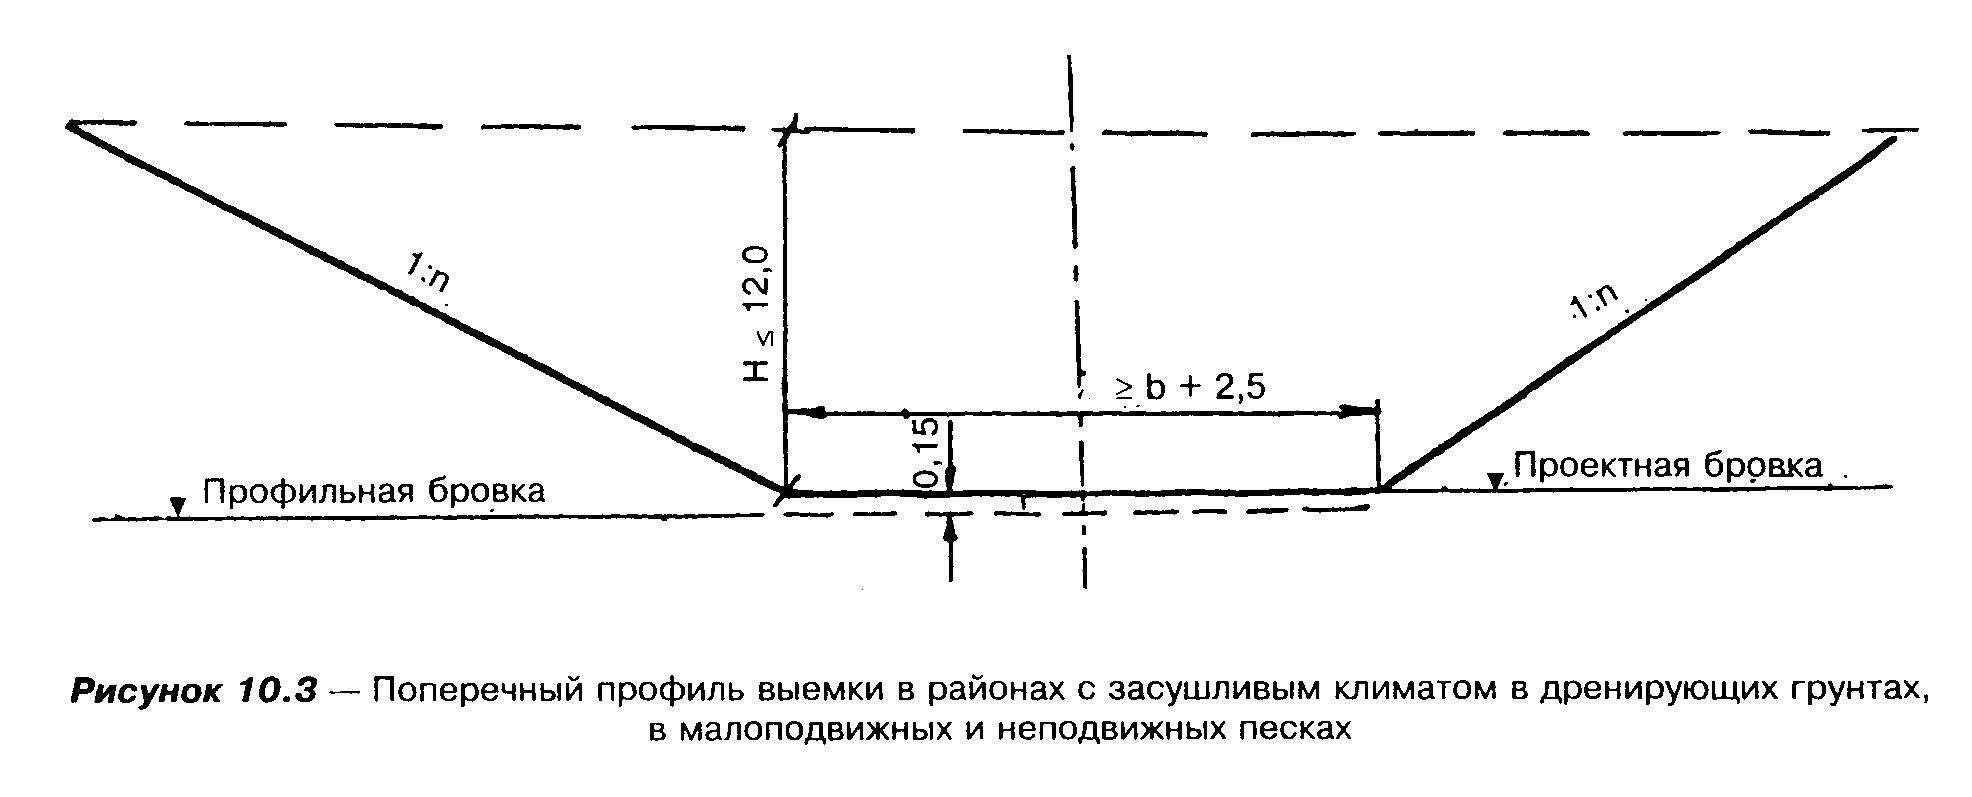 1:n
H ≤ 12,0
1:n
≥ b + 2,5
0,15
Профильная бровка
Проектная бровка
Рисунок 10.3 — Поперечный профиль выемки в районах с засушливым климатом в дренирующих грунтах,
в малоподвижных и неподвижных песках